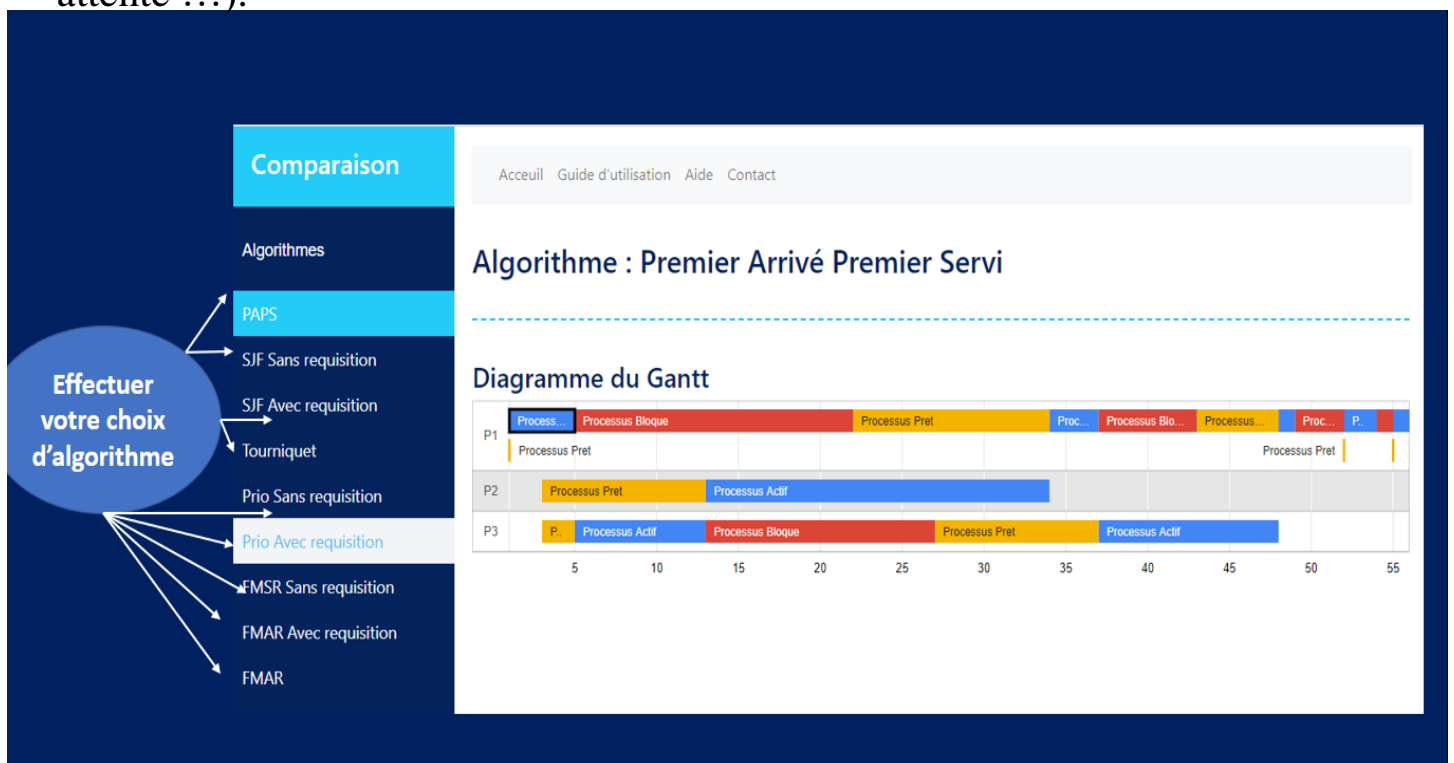 attente …).
Comparaison
Acceuil Guide d'utilisation Aide Contact
Algorithmes
PAPS
SJF Sans requisition
SJF Avec requisition
Tourniquet
Prio Sans requisition
Prio Avec requisition
FMSR Sans requisition
FMAR Avec requisition
FMAR
Effectuer
votre choix
d'algorithme
Algorithme : Premier Arrivé Premier Servi
Diagramme du Gantt
P1 Process... Processus Bloque Processus Pret Proc... Processus Blo... Processus... Proc... P..
Processus Pret Processus Pret
P2 Processus Pret Processus Actif
P3 P.. Processus Actif Processus Bloque Processus Pret Processus Actif
5 10 15 20 25 30 35 40 45 50 55